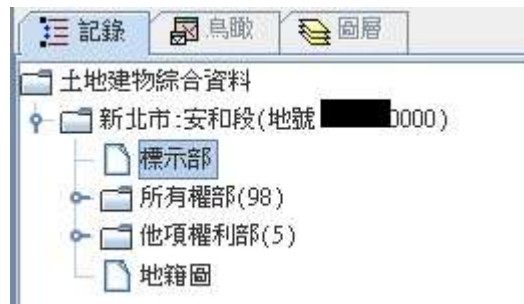 記錄 鳥瞰 圖層
土地建物綜合資料
新北市:安和段(地號 0000)
標示部
所有權部(98)
他項權利部(5)
地籍圖